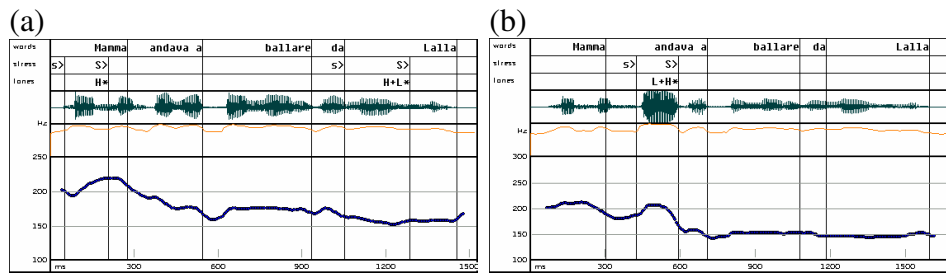 (a)
words Mamma andava a ballare da Lalla
stress s> S> s> S>
tones H* H+L*
Hz
250
200
150
100
ms 300 600 900 1200 1500
(b)
words Mamma andava a ballare da Lalla
stress s> S>
tones L+H*
Hz
300
250
200
150
100
ms 300 600 900 1200 1500